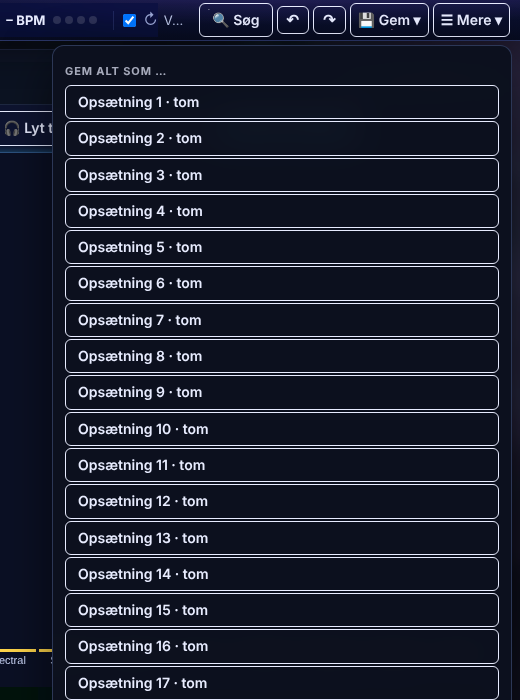 – BPM V... 🔍 Søg ↶ ↷ 💾 Gem ▾ ☰ Mere ▾
GEM ALT SOM ...
🎧 Lyt t
Opsætning 1 · tom
Opsætning 2 · tom
Opsætning 3 · tom
Opsætning 4 · tom
Opsætning 5 · tom
Opsætning 6 · tom
Opsætning 7 · tom
Opsætning 8 · tom
Opsætning 9 · tom
Opsætning 10 · tom
Opsætning 11 · tom
Opsætning 12 · tom
Opsætning 13 · tom
Opsætning 14 · tom
Opsætning 15 · tom
Opsætning 16 · tom
Opsætning 17 · tom
ectral